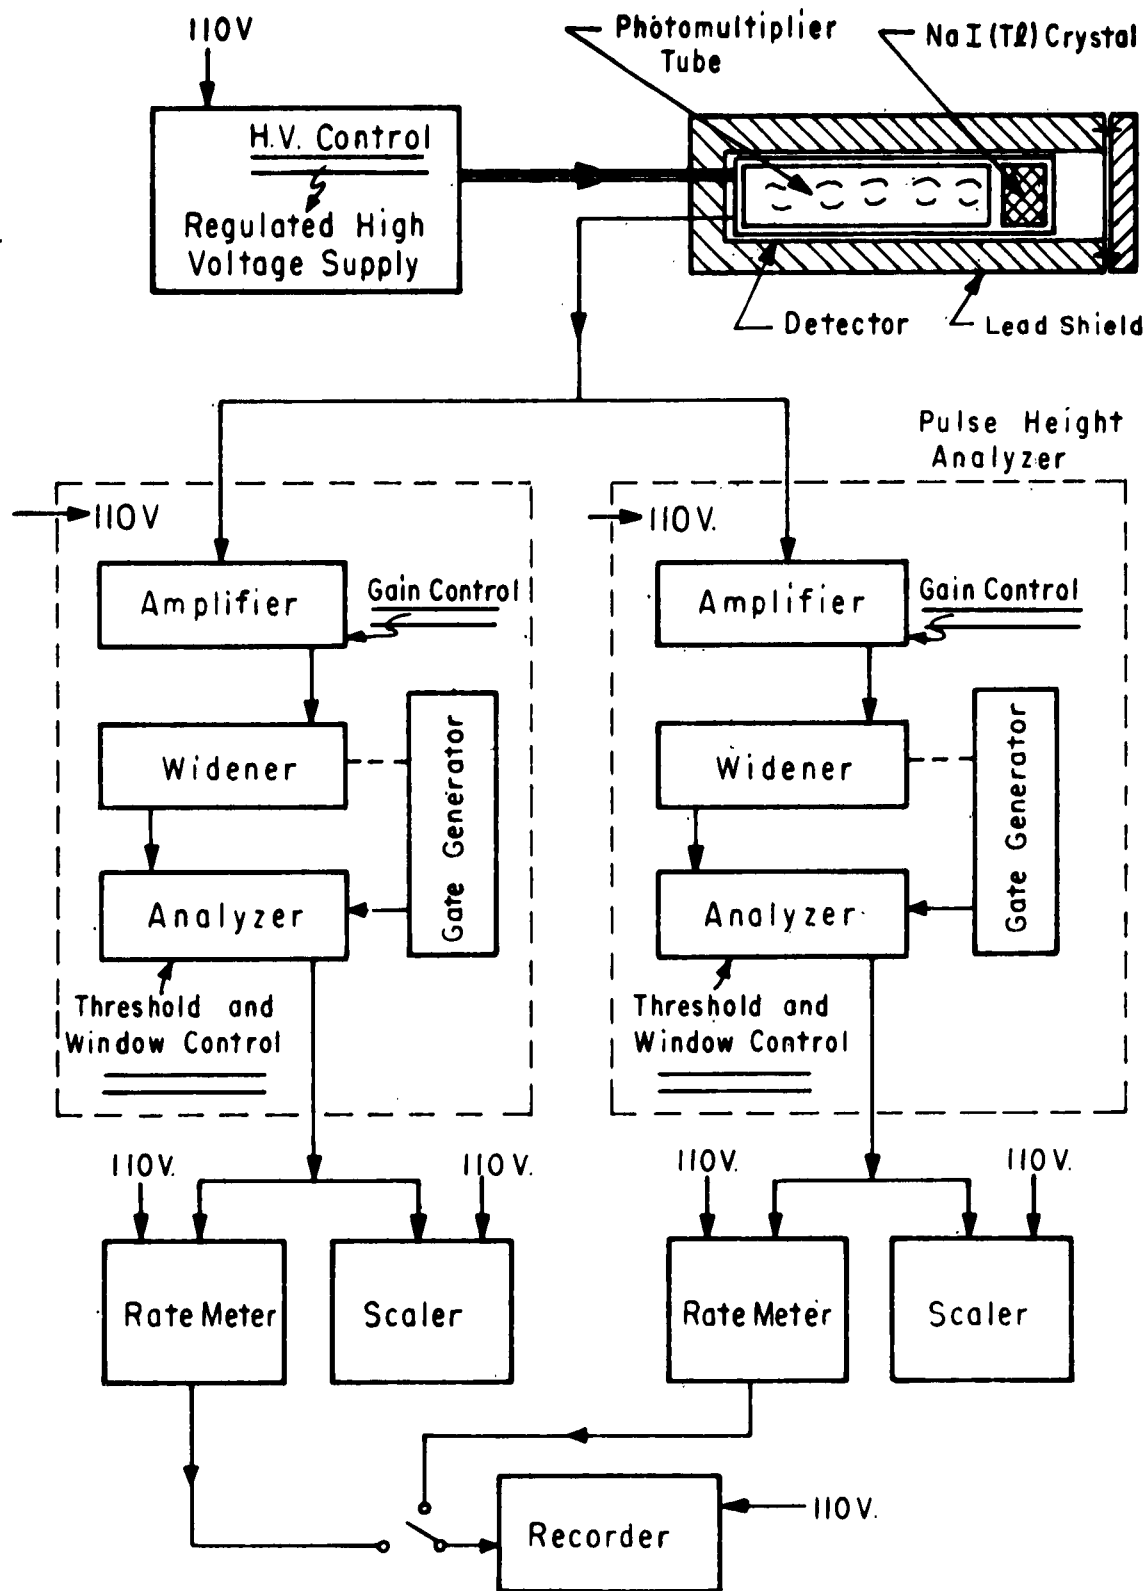 110V
Photomultiplier
Tube
NaI(Tl) Crystal
H.V. Control
Regulated High
Voltage Supply
Detector
Lead Shield
Pulse Height
Analyzer
110V
Amplifier
Gain Control
Widener
Gate Generator
Analyzer
Threshold and
Window Control
110V.
Amplifier
Gain Control
Widener
Gate Generator
Analyzer
Threshold and
Window Control
110V.
110V.
110V.
110V.
Rate Meter
Scaler
Rate Meter
Scaler
Recorder
110V.